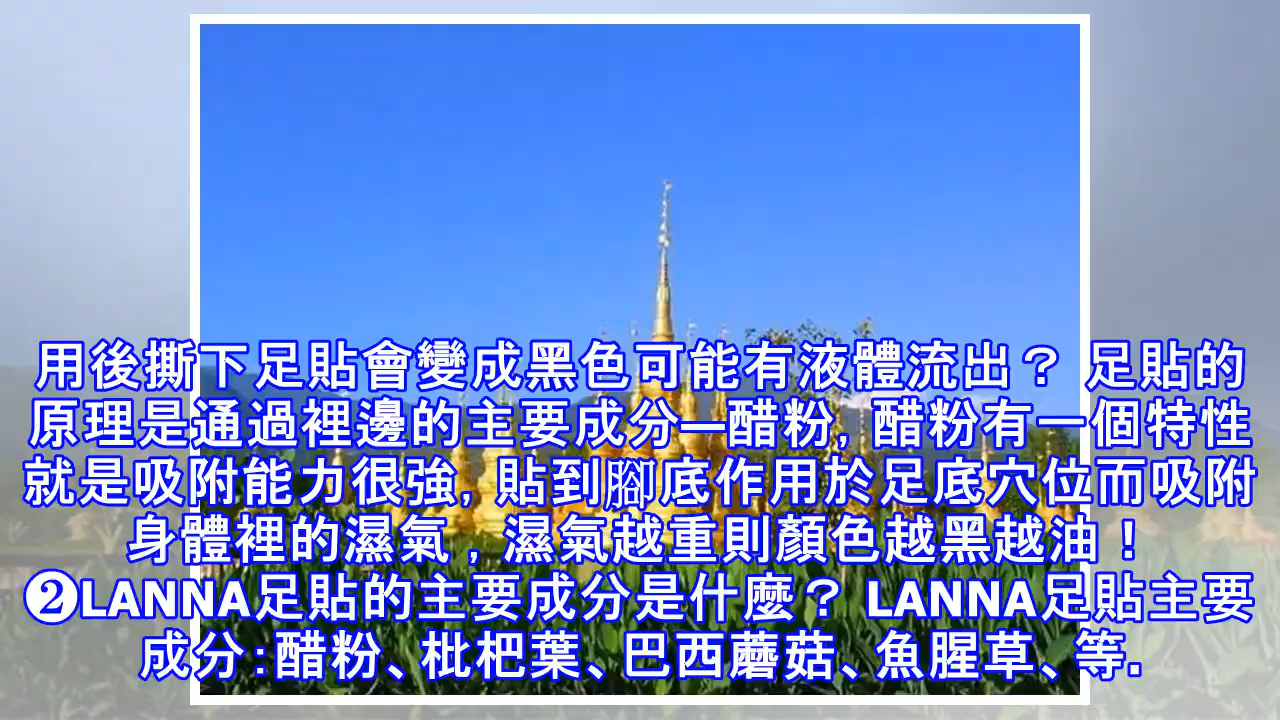 用後撕下足貼會變成黑色可能有液體流出？ 足貼的
原理是通過裡邊的主要成分—醋粉, 醋粉有一個特性
就是吸附能力很強, 貼到腳底作用於足底穴位而吸附
身體裡的濕氣，濕氣越重則顏色越黑越油！
❷LANNA足貼的主要成分是什麼？ LANNA足貼主要
成分:醋粉、枇杷葉、巴西蘑菇、魚腥草、等.